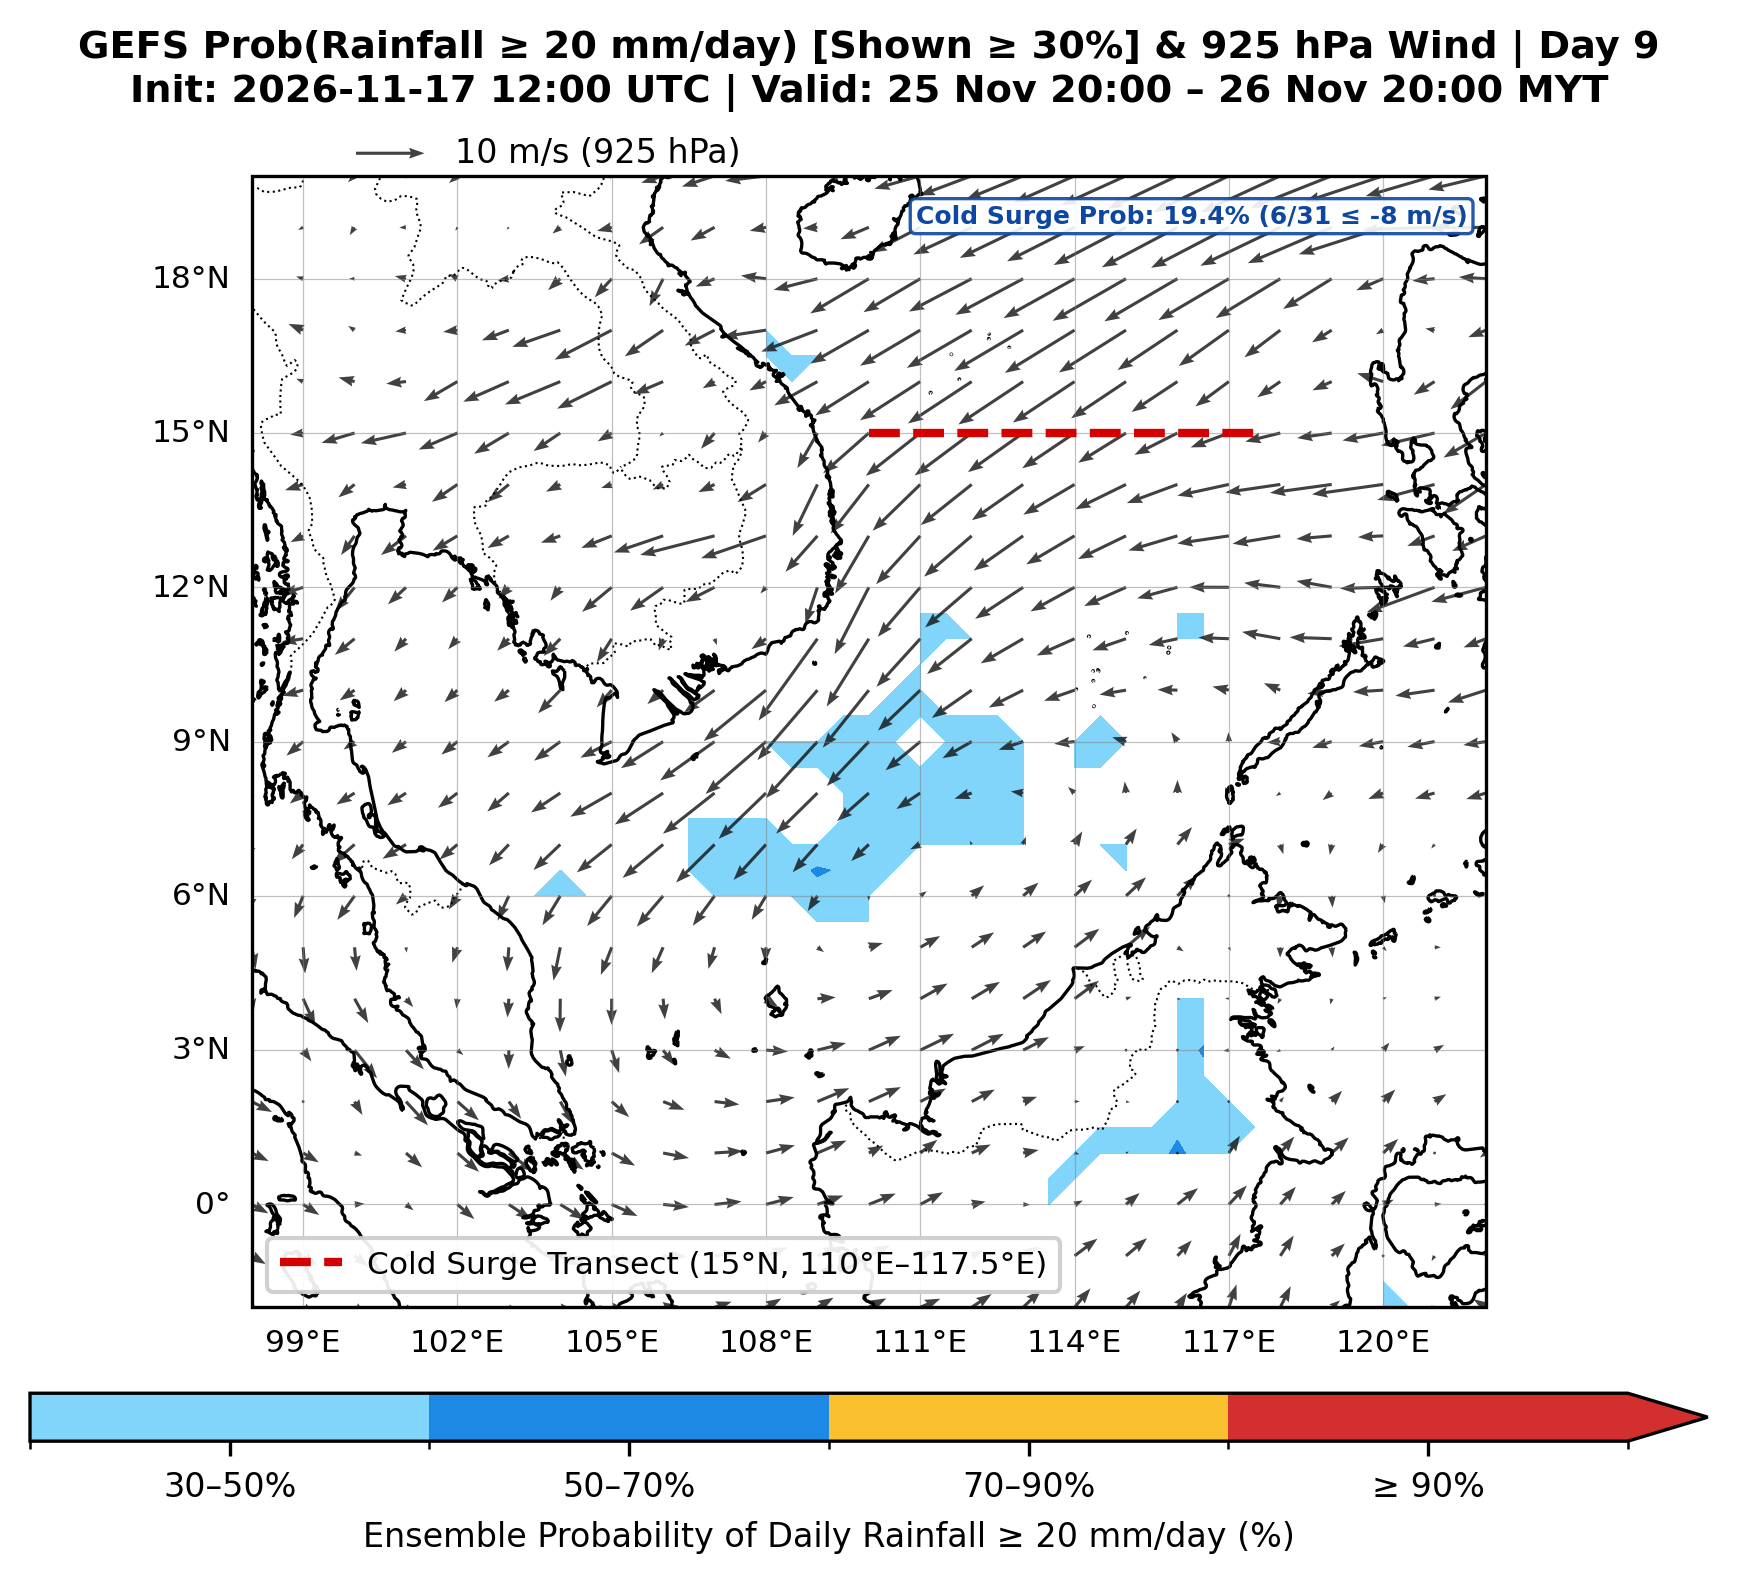 GEFS Prob(Rainfall ≥ 20 mm/day) [Shown ≥ 30%] & 925 hPa Wind | Day 9
Init: 2026-11-17 12:00 UTC | Valid: 25 Nov 20:00 – 26 Nov 20:00 MYT
10 m/s (925 hPa)
Cold Surge Prob: 19.4% (6/31 ≤ -8 m/s)
18°N
15°N
12°N
9°N
6°N
3°N
0°
Cold Surge Transect (15°N, 110°E–117.5°E)
99°E 102°E 105°E 108°E 111°E 114°E 117°E 120°E
30–50% 50–70% 70–90% ≥ 90%
Ensemble Probability of Daily Rainfall ≥ 20 mm/day (%)